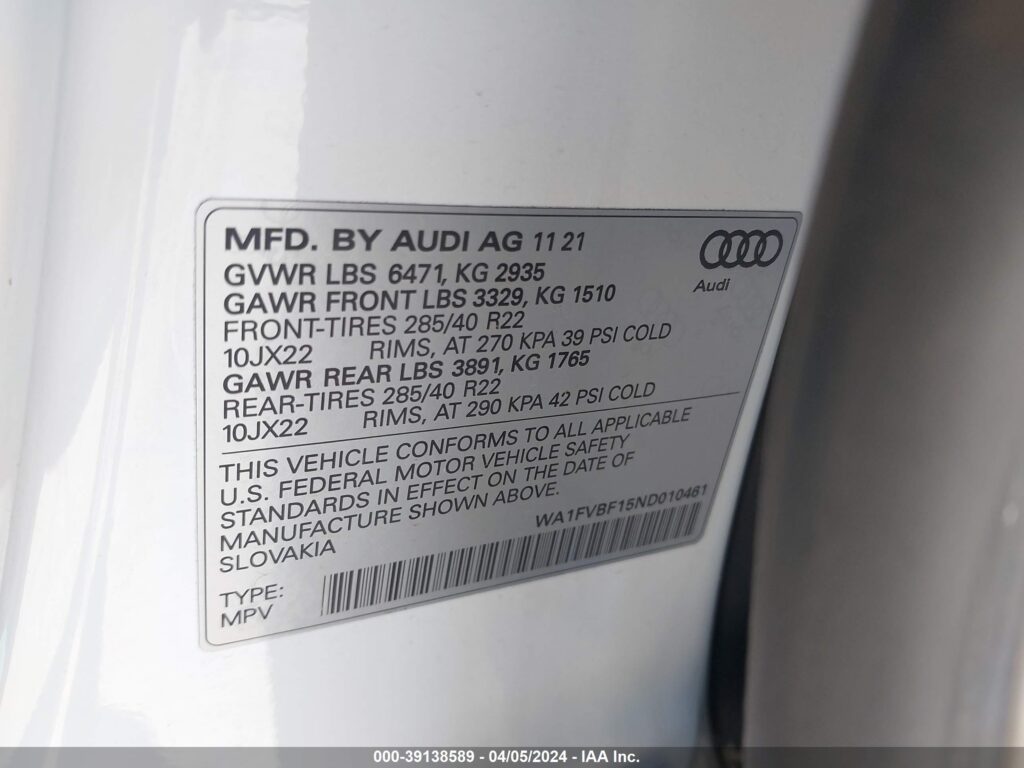 MFD. BY AUDI AG 11 21
GVWR LBS 6471, KG 2935
GAWR FRONT LBS 3329, KG 1510
FRONT-TIRES 285/40 R22
10JX22 RIMS, AT 270 KPA 39 PSI COLD
GAWR REAR LBS 3891, KG 1765
REAR-TIRES 285/40 R22
10JX22 RIMS, AT 290 KPA 42 PSI COLD
Audi
THIS VEHICLE CONFORMS TO ALL APPLICABLE
U.S. FEDERAL MOTOR VEHICLE SAFETY
STANDARDS IN EFFECT ON THE DATE OF
MANUFACTURE SHOWN ABOVE.
SLOVAKIA
WA1FVBF15ND010461
TYPE:
MPV
000-39138589 - 04/05/2024 - IAA Inc.